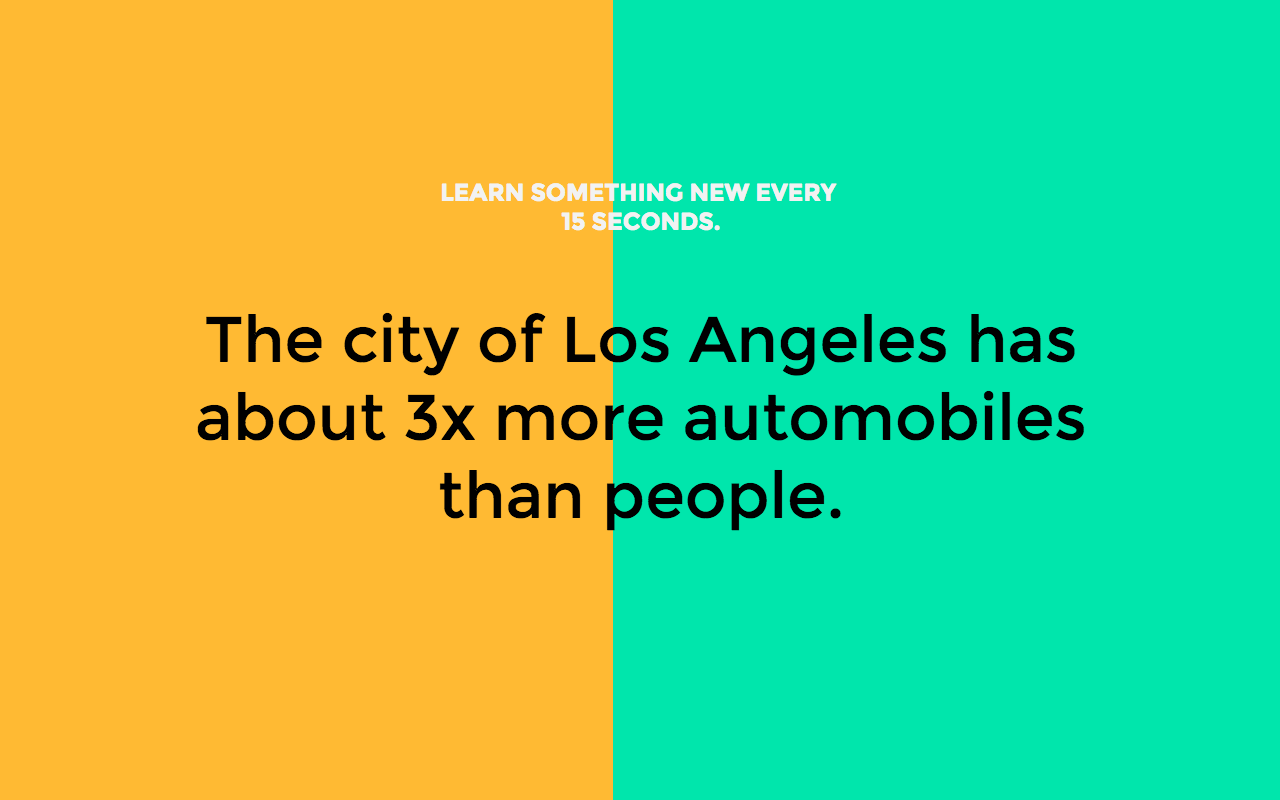 LEARN SOMETHING NEW EVERY
15 SECONDS.
The city of Los Angeles has
about 3x more automobiles
than people.